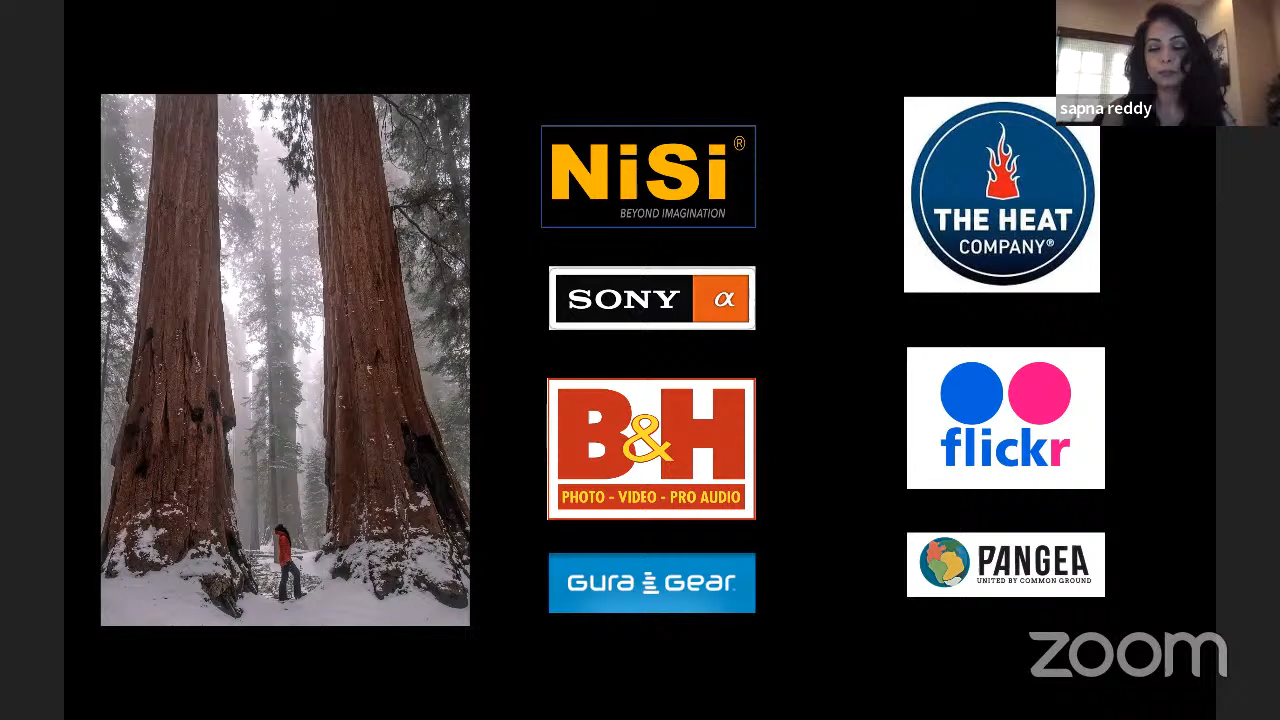 sapna reddy
NiSi®
BEYOND IMAGINATION
SONY α
B&H
PHOTO - VIDEO - PRO AUDIO
GURA GEAR
THE HEAT
COMPANY®
flickr
PANGEA
UNITED BY COMMON GROUND
zoom